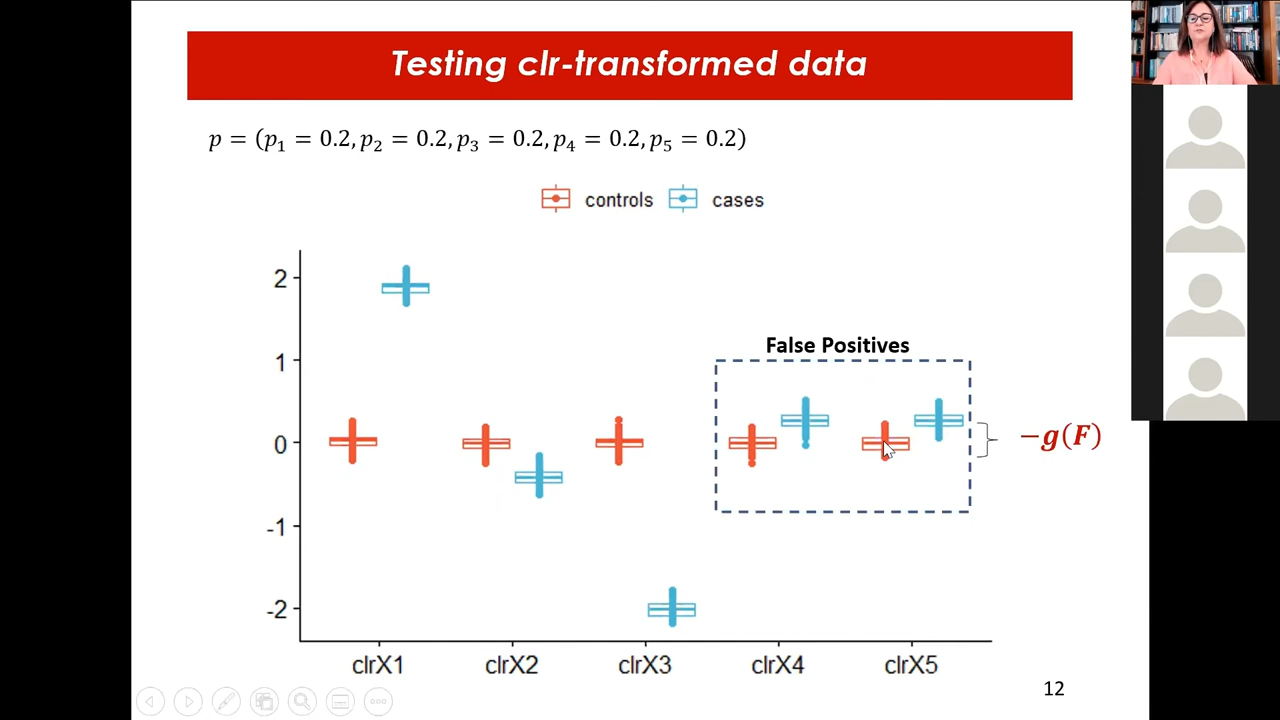 Testing clr-transformed data
p = (p₁ = 0.2, p₂ = 0.2, p₃ = 0.2, p₄ = 0.2, p₅ = 0.2)
controls cases
2
1
0
-1
-2
False Positives
−g(F)
clrX1 clrX2 clrX3 clrX4 clrX5
12